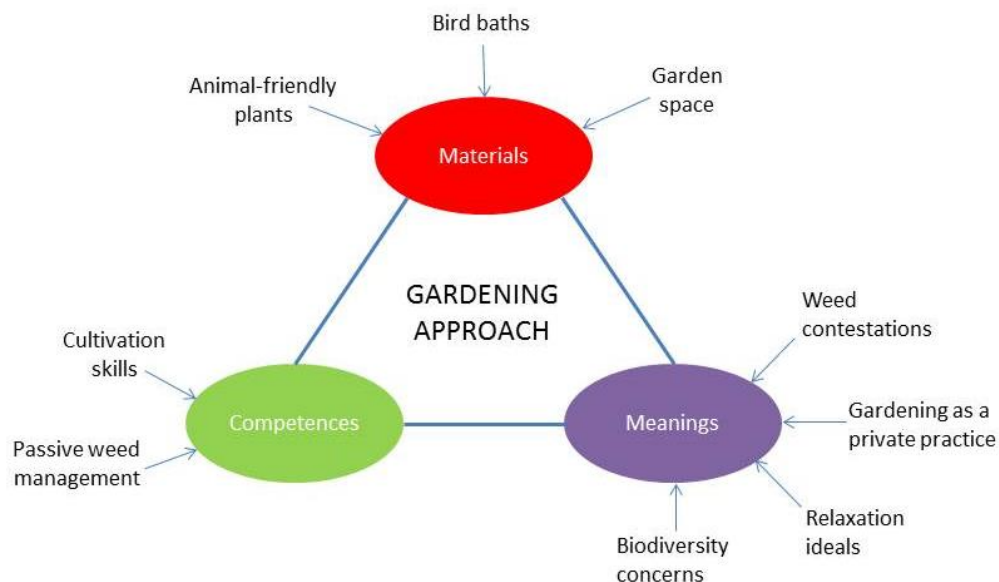 Bird baths
Animal-friendly
plants
Garden
space
Materials
GARDENING
APPROACH
Cultivation
skills
Passive weed
management
Competences
Meanings
Weed
contestations
Gardening as a
private practice
Relaxation
ideals
Biodiversity
concerns